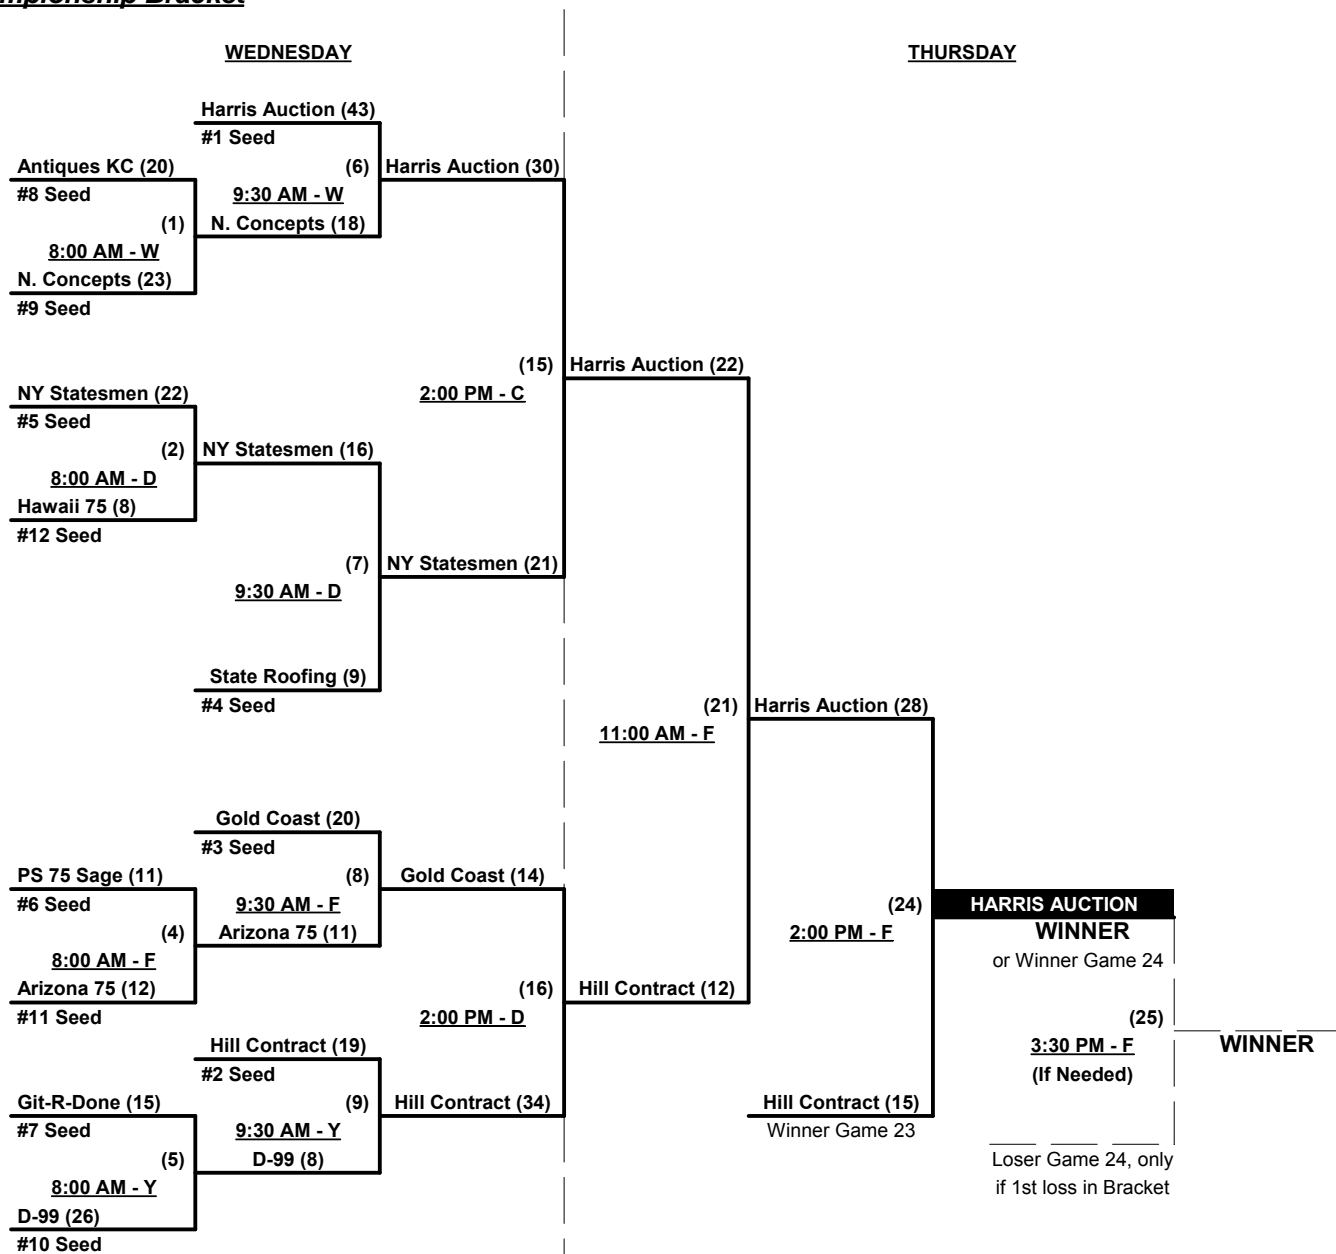 WEDNESDAY
THURSDAY
Harris Auction (43)
#1 Seed
Antiques KC (20)
(6)
Harris Auction (30)
#8 Seed
9:30 AM - W
(1)
N. Concepts (18)
8:00 AM - W
N. Concepts (23)
#9 Seed
(15)
Harris Auction (22)
NY Statesmen (22)
2:00 PM - C
#5 Seed
(2)
NY Statesmen (16)
8:00 AM - D
Hawaii 75 (8)
#12 Seed
(7)
NY Statesmen (21)
9:30 AM - D
State Roofing (9)
#4 Seed
(21)
Harris Auction (28)
11:00 AM - F
Gold Coast (20)
#3 Seed
PS 75 Sage (11)
(8)
Gold Coast (14)
#6 Seed
9:30 AM - F
(24)
HARRIS AUCTION
(4)
Arizona 75 (11)
2:00 PM - F
WINNER
8:00 AM - F
or Winner Game 24
Arizona 75 (12)
(16)
Hill Contract (12)
#11 Seed
2:00 PM - D
(25)
Hill Contract (19)
3:30 PM - F
WINNER
#2 Seed
(If Needed)
Git-R-Done (15)
(9)
Hill Contract (34)
Hill Contract (15)
#7 Seed
9:30 AM - Y
Winner Game 23
(5)
D-99 (8)
Loser Game 24, only
8:00 AM - Y
if 1st loss in Bracket
D-99 (26)
#10 Seed